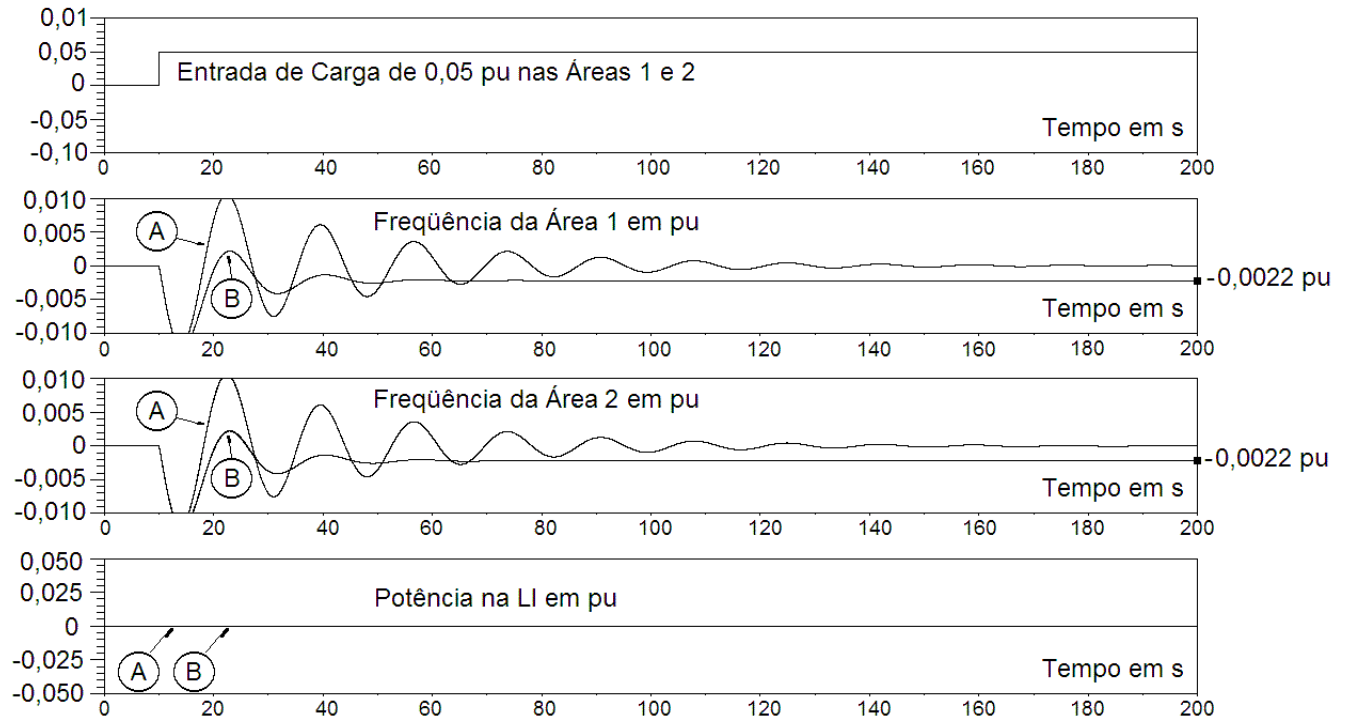 0,01
0,05
0
-0,05
-0,10
Entrada de Carga de 0,05 pu nas Áreas 1 e 2
Tempo em s
0 20 40 60 80 100 120 140 160 180 200
0,010
0,005
0
-0,005
-0,010
A
B
Freqüência da Área 1 em pu
Tempo em s
-0,0022 pu
0 20 40 60 80 100 120 140 160 180 200
0,010
0,005
0
-0,005
-0,010
A
B
Freqüência da Área 2 em pu
Tempo em s
-0,0022 pu
0 20 40 60 80 100 120 140 160 180 200
0,050
0,025
0
-0,025
-0,050
Potência na LI em pu
A B
Tempo em s
0 20 40 60 80 100 120 140 160 180 200